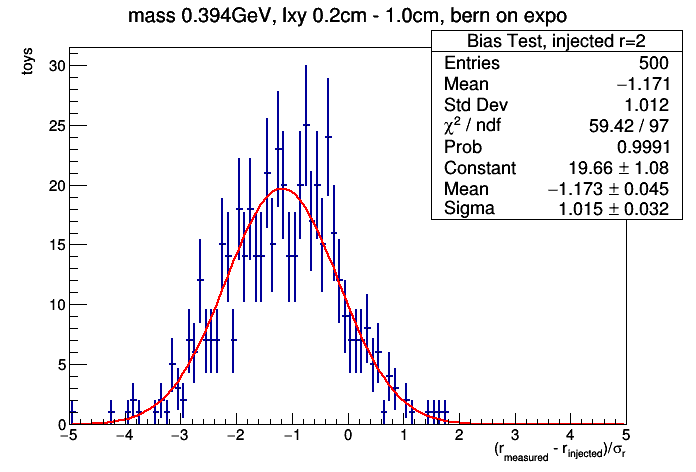 mass 0.394GeV, lxy 0.2cm - 1.0cm, bern on expo
toys
Bias Test, injected r=2
Entries 500
Mean −1.171
Std Dev 1.012
χ² / ndf 59.42 / 97
Prob 0.9991
Constant 19.66 ± 1.08
Mean −1.173 ± 0.045
Sigma 1.015 ± 0.032
30
25
20
15
10
5
0
−5 −4 −3 −2 −1 0 1 2 3 4 5
(r_measured - r_injected)/σ_r